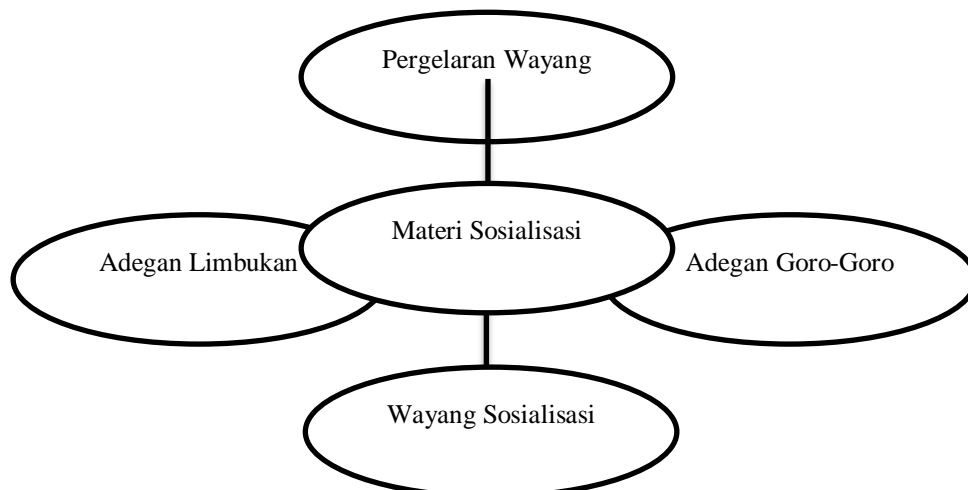 Pergelaran Wayang
Materi Sosialisasi
Adegan Limbukan
Adegan Goro-Goro
Wayang Sosialisasi